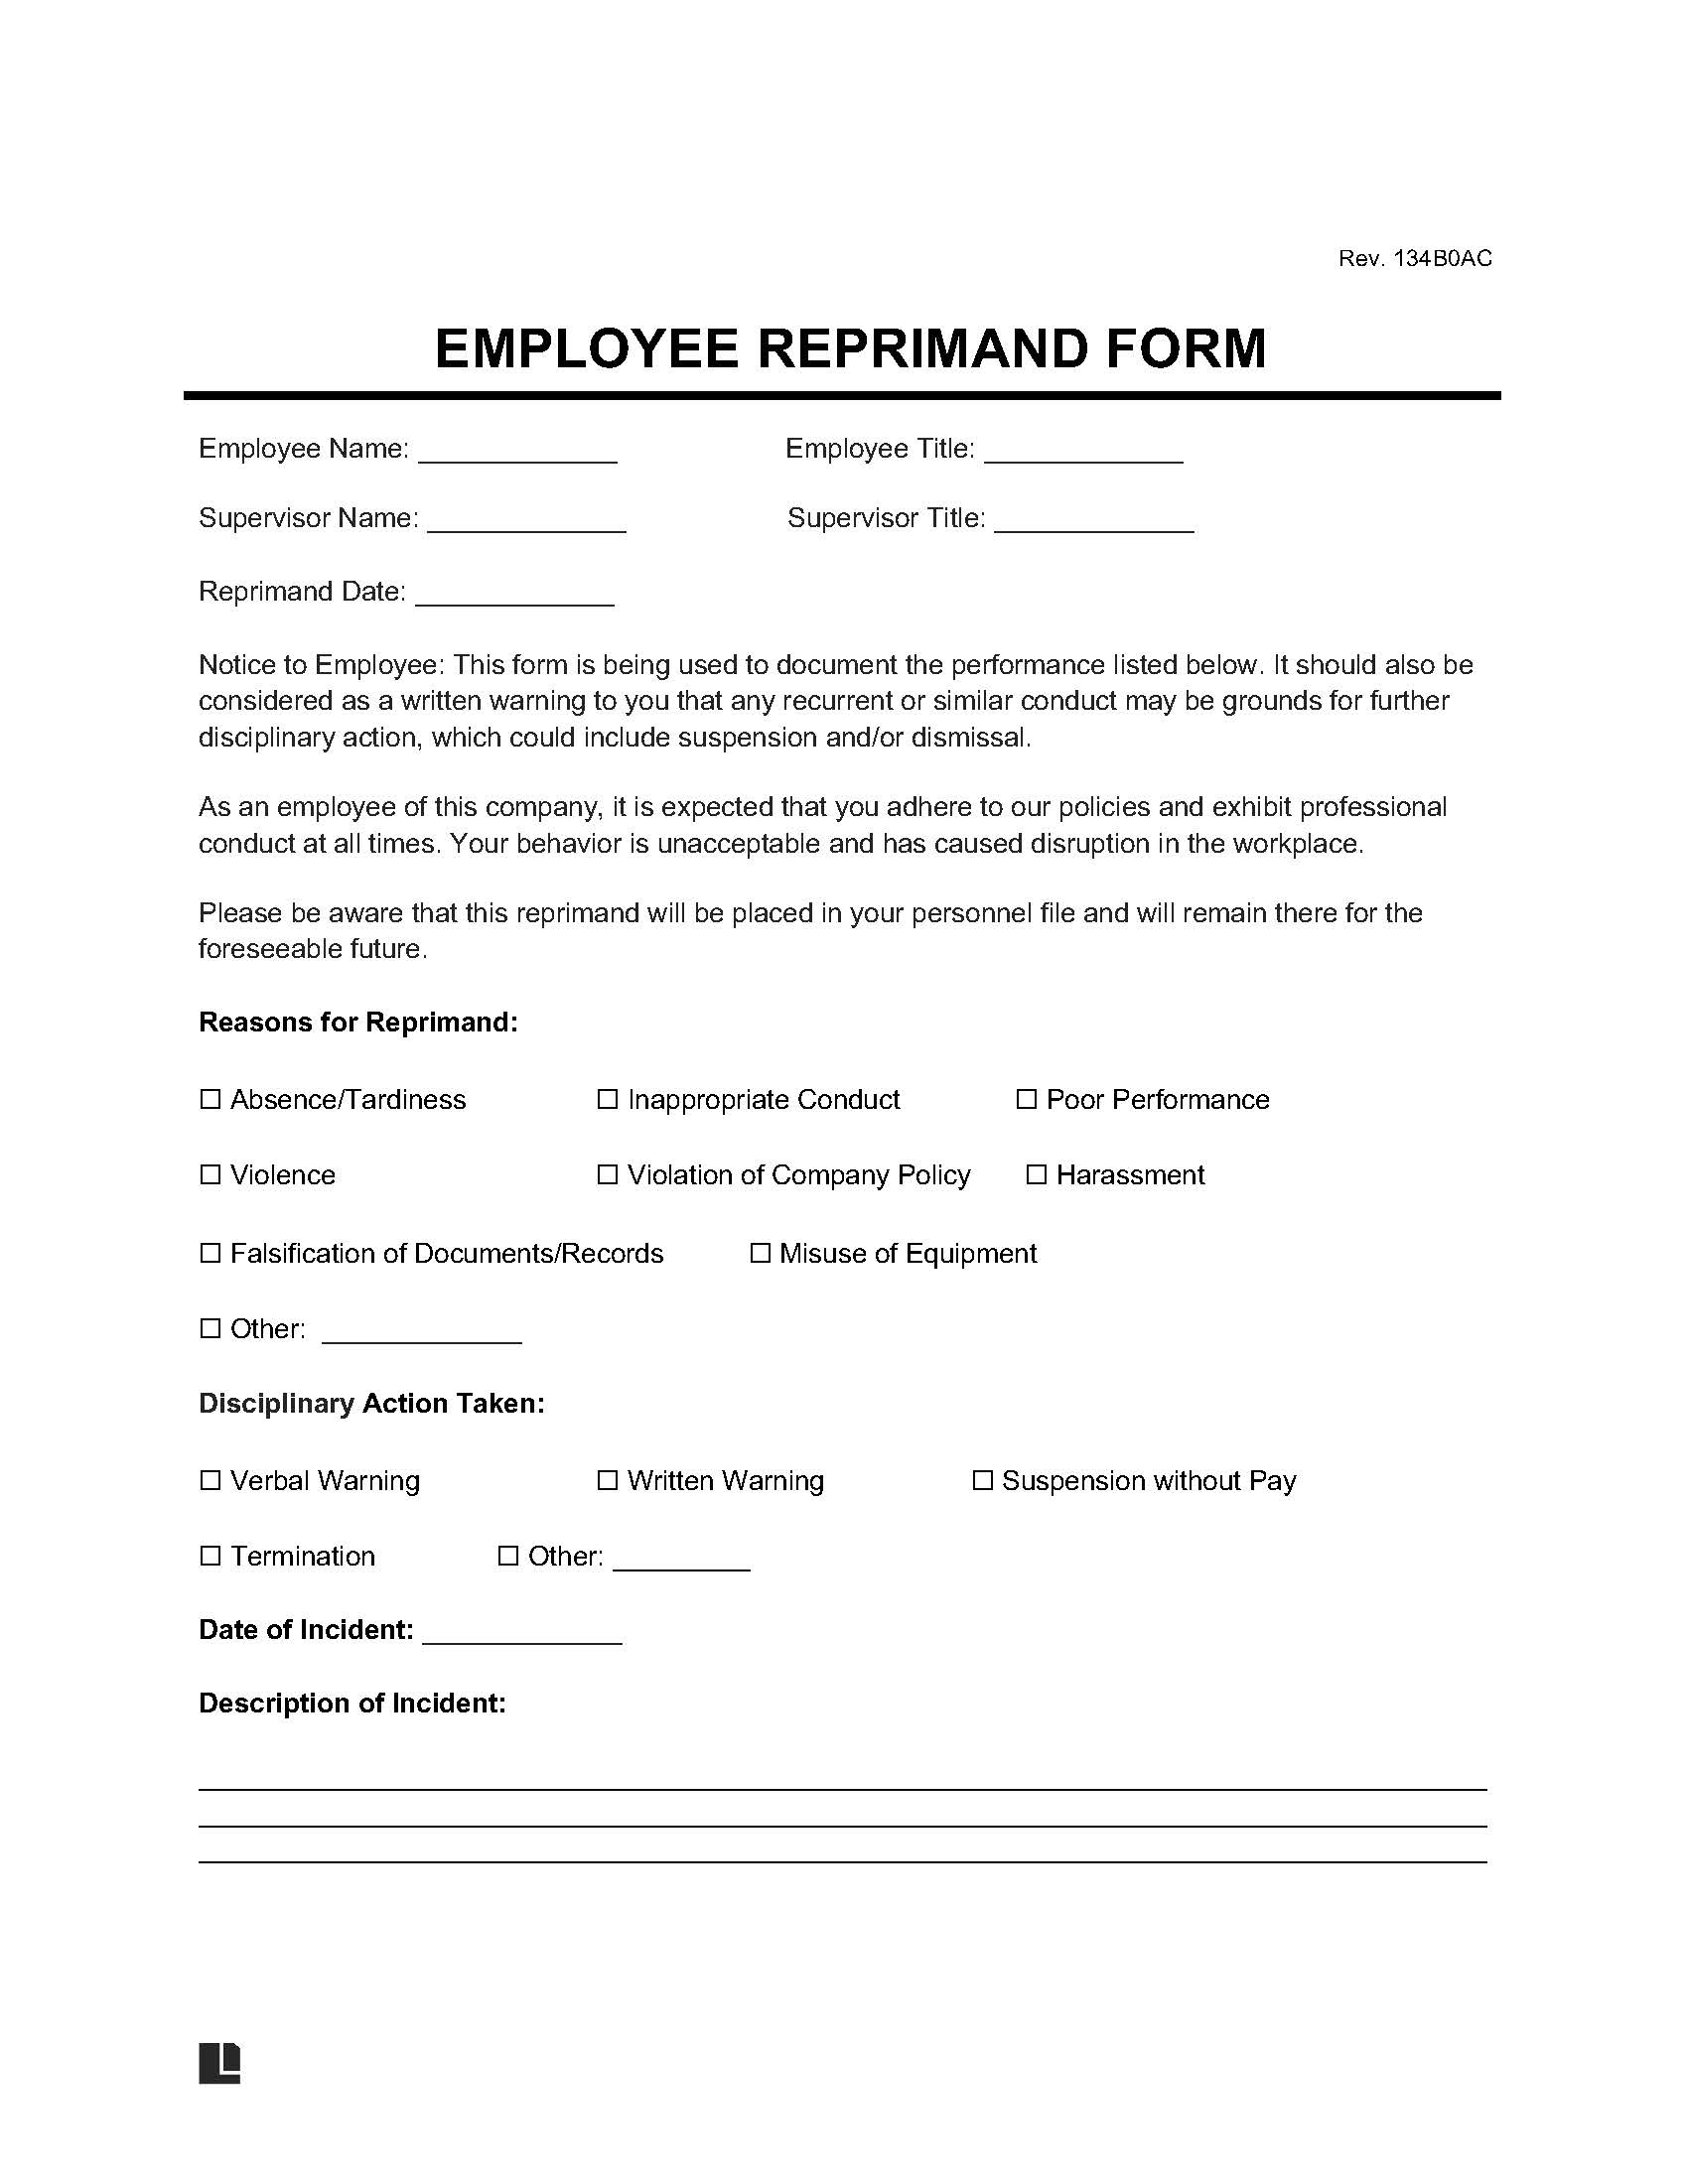 Rev. 134B0AC
EMPLOYEE REPRIMAND FORM
Employee Name: _____________ Employee Title: _____________
Supervisor Name: _____________ Supervisor Title: _____________
Reprimand Date: _____________
Notice to Employee: This form is being used to document the performance listed below. It should also be
considered as a written warning to you that any recurrent or similar conduct may be grounds for further
disciplinary action, which could include suspension and/or dismissal.
As an employee of this company, it is expected that you adhere to our policies and exhibit professional
conduct at all times. Your behavior is unacceptable and has caused disruption in the workplace.
Please be aware that this reprimand will be placed in your personnel file and will remain there for the
foreseeable future.
Reasons for Reprimand:
☐ Absence/Tardiness ☐ Inappropriate Conduct ☐ Poor Performance
☐ Violence ☐ Violation of Company Policy ☐ Harassment
☐ Falsification of Documents/Records ☐ Misuse of Equipment
☐ Other: _____________
Disciplinary Action Taken:
☐ Verbal Warning ☐ Written Warning ☐ Suspension without Pay
☐ Termination ☐ Other: _________
Date of Incident: _____________
Description of Incident: